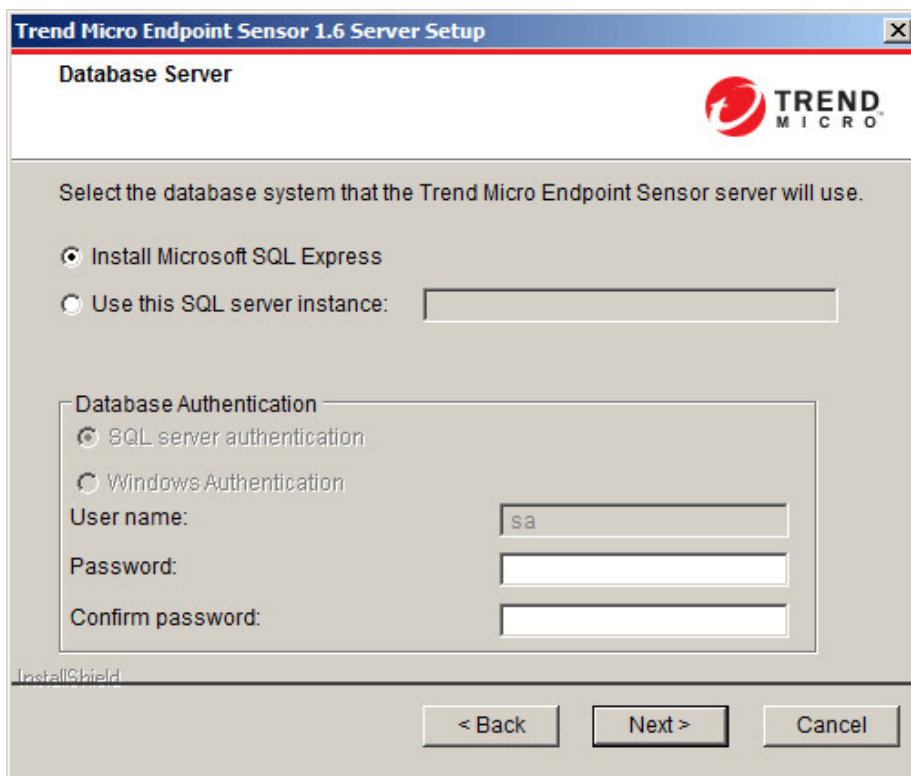 Trend Micro Endpoint Sensor 1.6 Server Setup
Database Server
TREND MICRO™
Select the database system that the Trend Micro Endpoint Sensor server will use.
Install Microsoft SQL Express
Use this SQL server instance:
Database Authentication
SQL server authentication
Windows Authentication
User name: sa
Password:
Confirm password:
InstallShield
< Back Next > Cancel